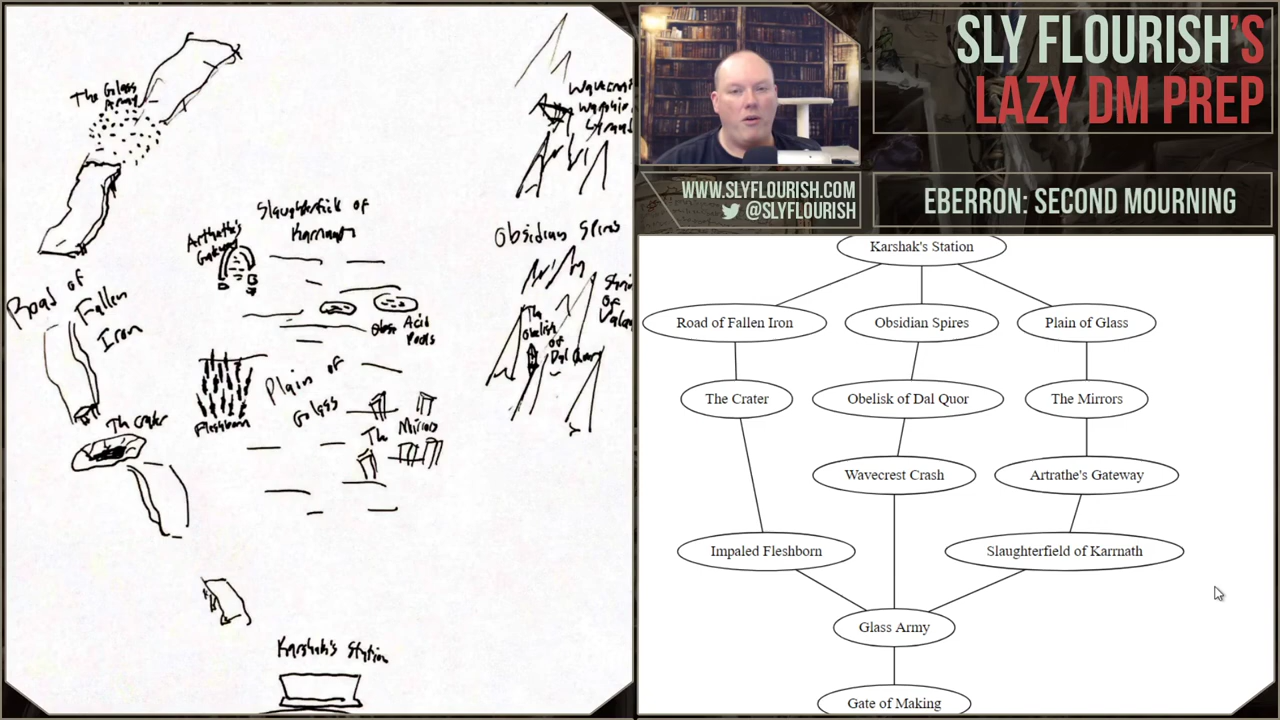 The Glass
Army
Wavecrest
Warship
Slaughterfield of
Karrnath
Arthathe's
Gateway
Obsidian Spires
Road of
Fallen
Iron
The
Obelisk
of
Dal Quor
Acid
Pools
Plain of
Glass
Fleshborn
The Mirrors
The Crater
Karshak's Station
SLY FLOURISH'S
LAZY DM PREP
WWW.SLYFLOURISH.COM
@SLYFLOURISH
EBERRON: SECOND MOURNING
Karshak's Station
Road of Fallen Iron
Obsidian Spires
Plain of Glass
The Crater
Obelisk of Dal Quor
The Mirrors
Wavecrest Crash
Artrathe's Gateway
Impaled Fleshborn
Slaughterfield of Karrnath
Glass Army
Gate of Making